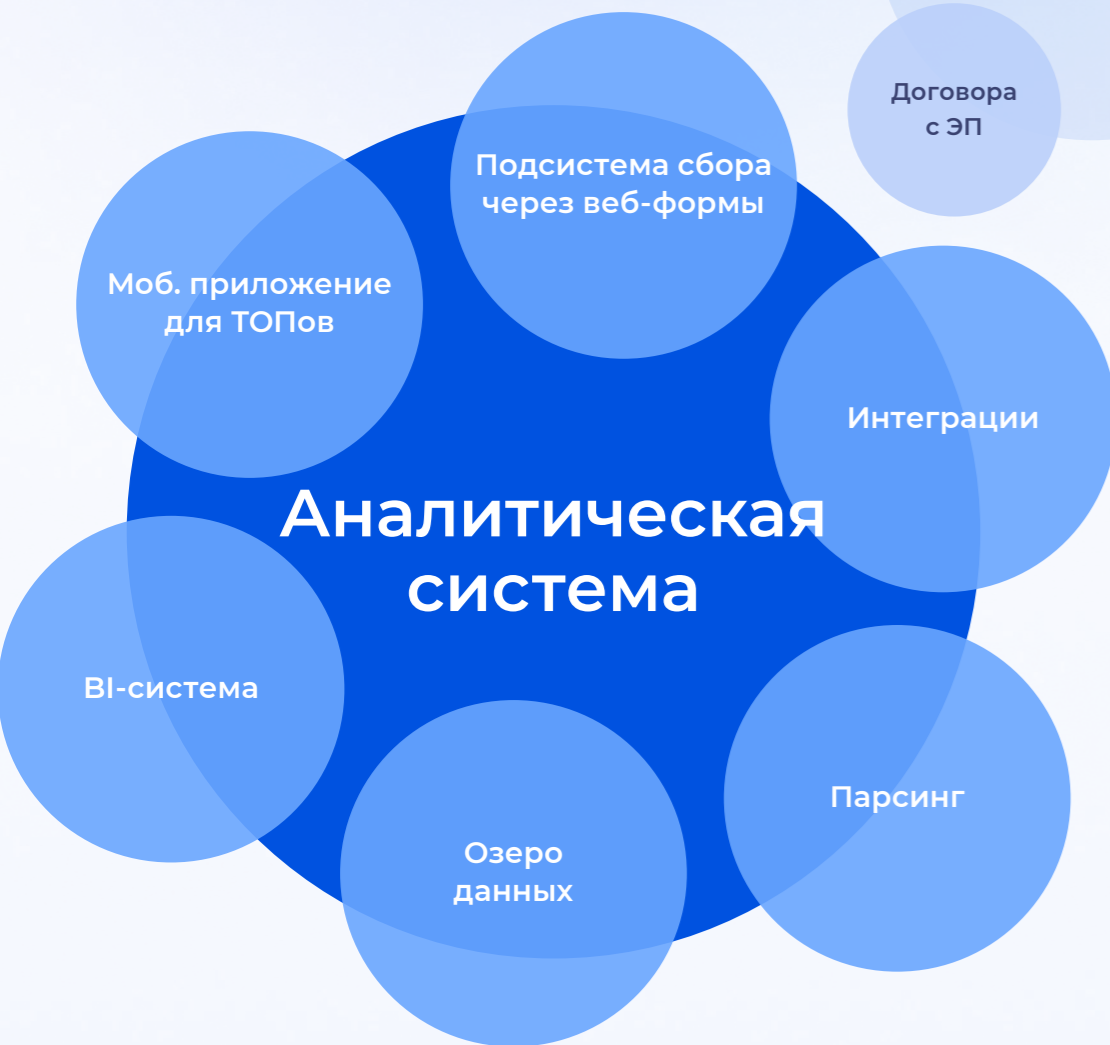 Договора
с ЭП
Подсистема сбора
через веб-формы
Моб. приложение
для ТОПов
Интеграции
Аналитическая
система
BI-система
Парсинг
Озеро
данных